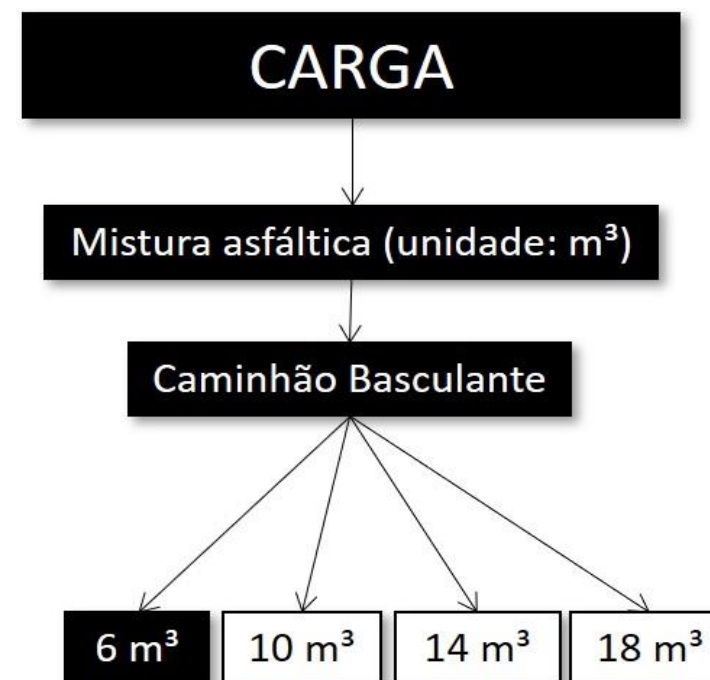 CARGA
Mistura asfáltica (unidade: m³)
Caminhão Basculante
6 m³ 10 m³ 14 m³ 18 m³